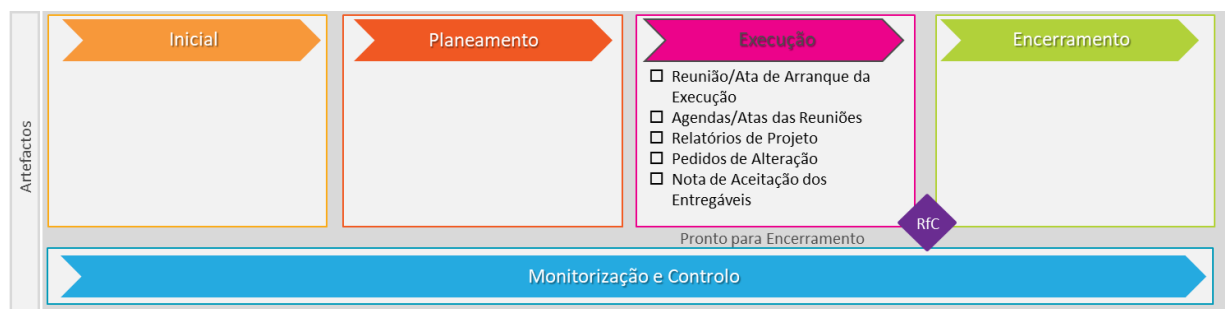 Artefactos
Inicial
Planeamento
Execução
Encerramento
Reunião/Ata de Arranque da
Execução
Agendas/Atas das Reuniões
Relatórios de Projeto
Pedidos de Alteração
Nota de Aceitação dos
Entregáveis
RfC
Pronto para Encerramento
Monitorização e Controlo